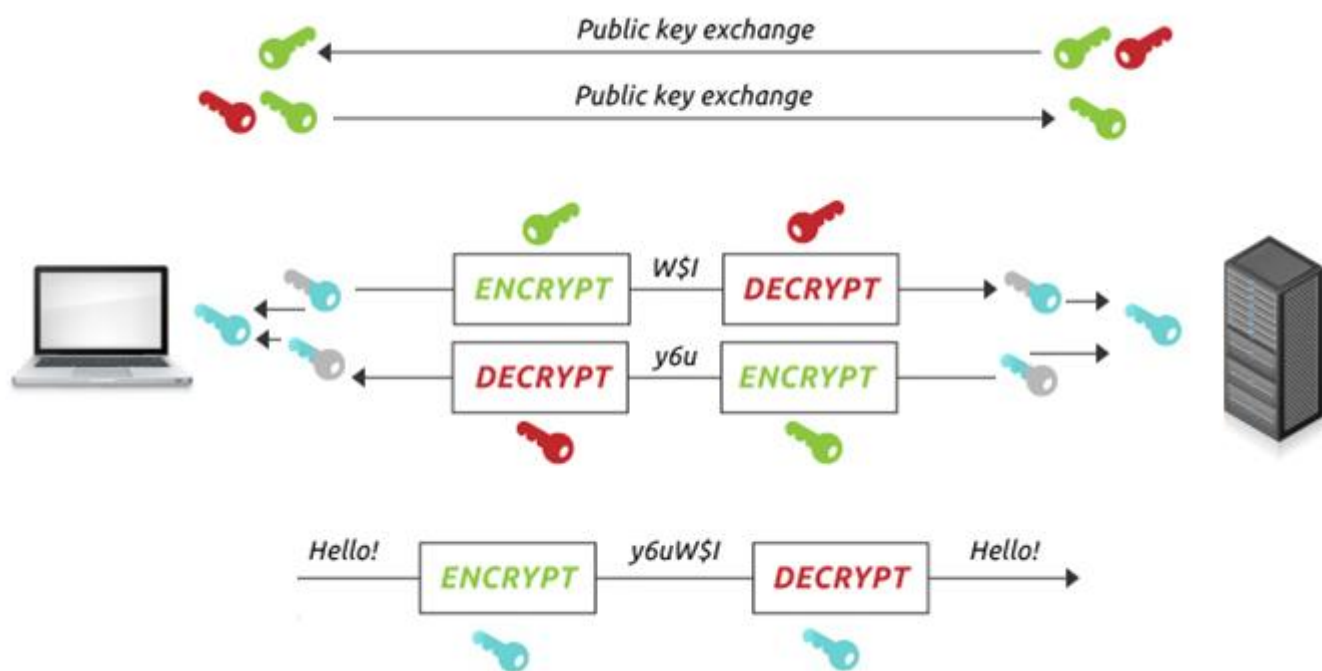 Public key exchange
Public key exchange
ENCRYPT
W$I
DECRYPT
DECRYPT
y6u
ENCRYPT
Hello!
ENCRYPT
y6uW$I
DECRYPT
Hello!